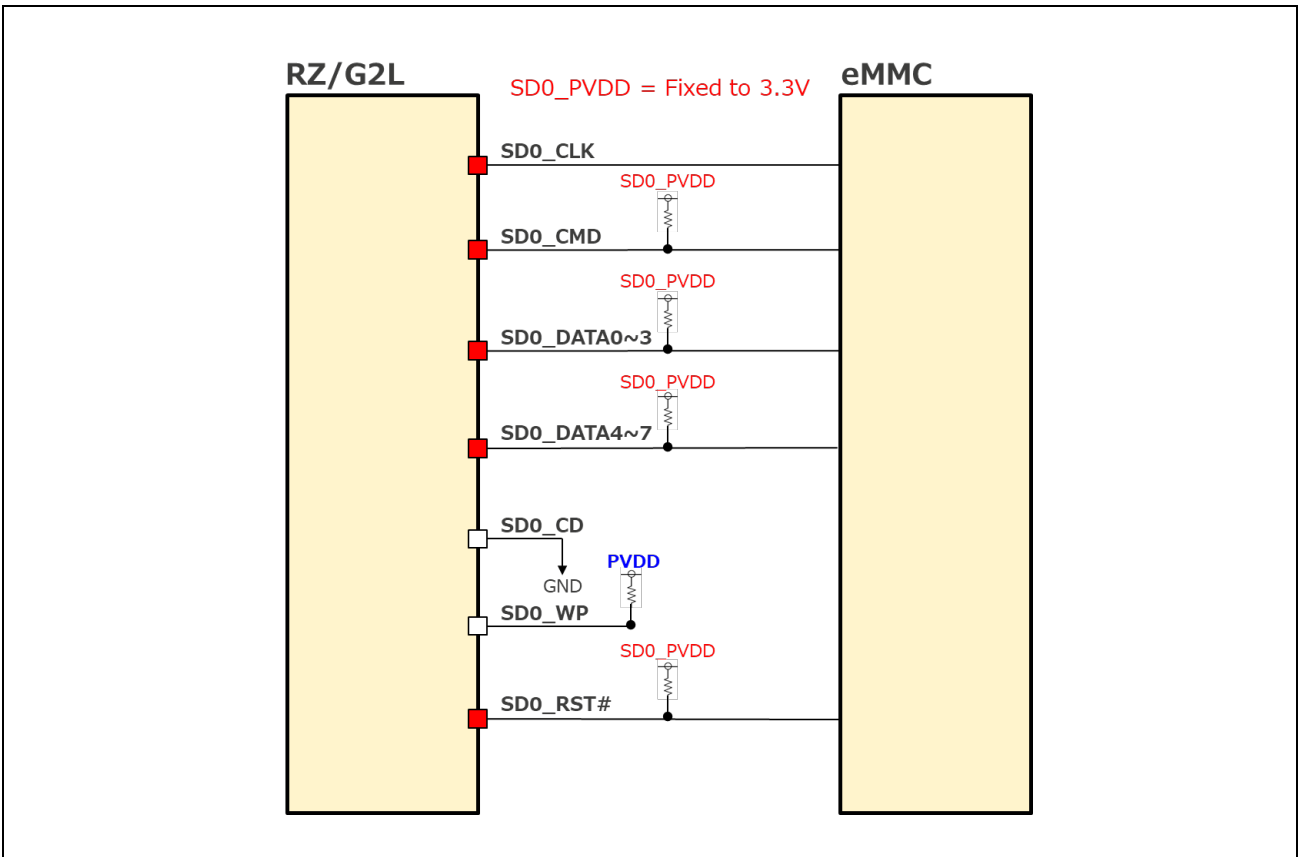 RZ/G2L
SD0_PVDD = Fixed to 3.3V
eMMC
SD0_CLK
SD0_PVDD
SD0_CMD
SD0_PVDD
SD0_DATA0~3
SD0_PVDD
SD0_DATA4~7
SD0_CD
PVDD
GND
SD0_WP
SD0_PVDD
SD0_RST#